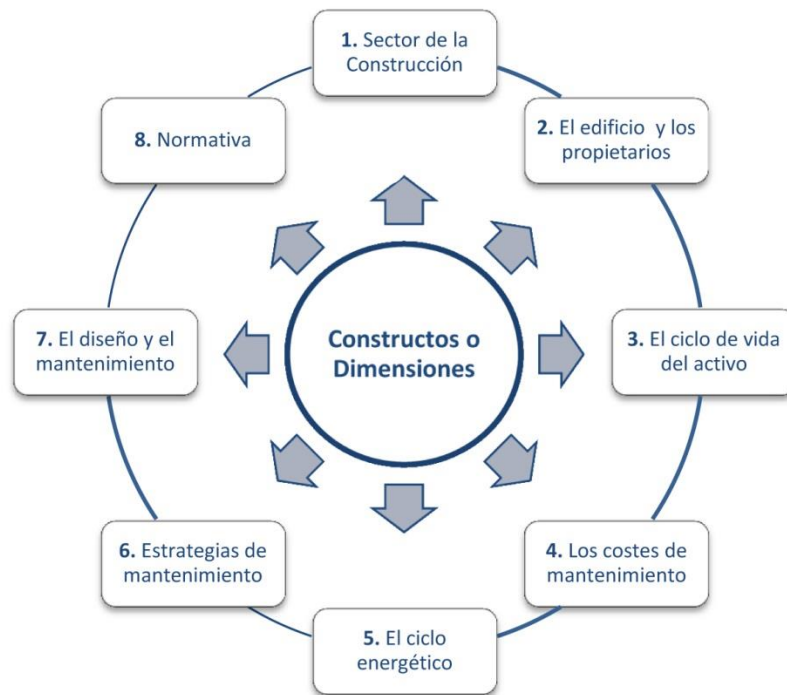 1. Sector de la
Construcción
2. El edificio y los
propietarios
3. El ciclo de vida
del activo
4. Los costes de
mantenimiento
5. El ciclo
energético
6. Estrategias de
mantenimiento
7. El diseño y el
mantenimiento
8. Normativa
Constructos o
Dimensiones